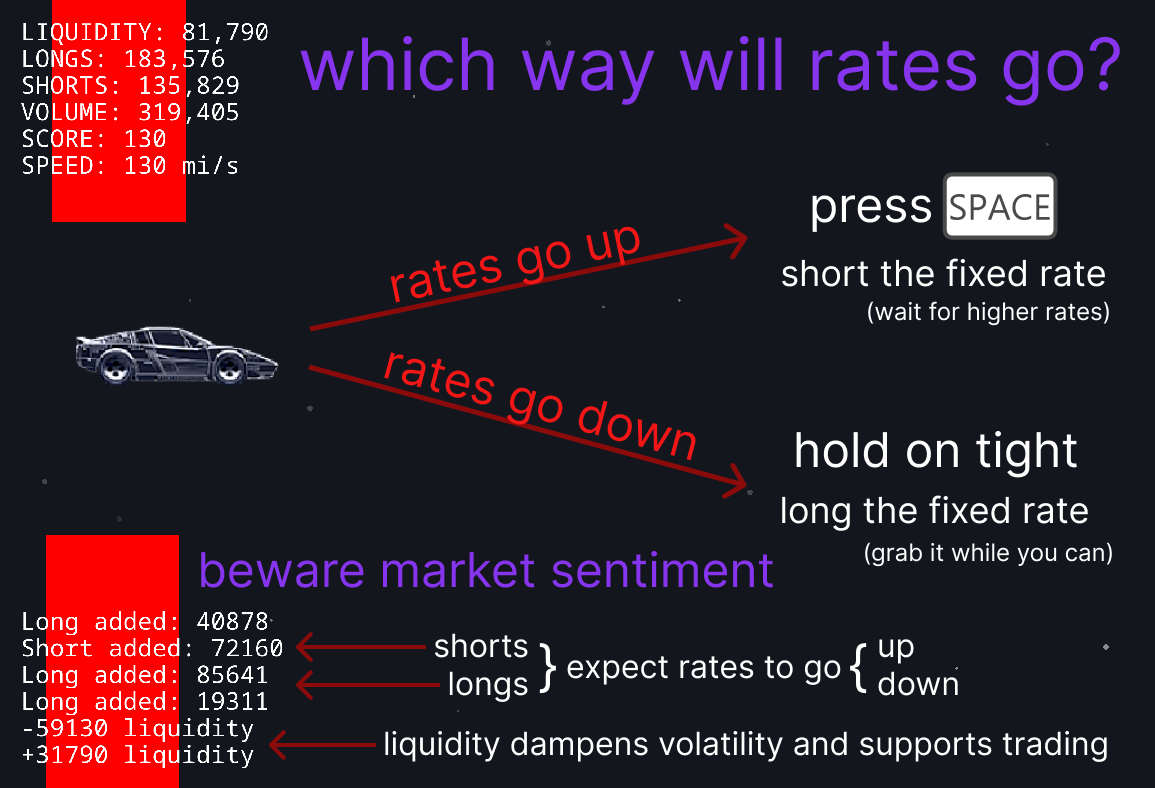 LIQUIDITY: 81,790
LONGS: 183,576
SHORTS: 135,829
VOLUME: 319,405
SCORE: 130
SPEED: 130 mi/s
which way will rates go?
press SPACE
short the fixed rate
(wait for higher rates)
rates go up
rates go down
hold on tight
long the fixed rate
(grab it while you can)
beware market sentiment
Long added: 40878
Short added: 72160
Long added: 85641
Long added: 19311
-59130 liquidity
+31790 liquidity
shorts
longs
} expect rates to go {
up
down
liquidity dampens volatility and supports trading